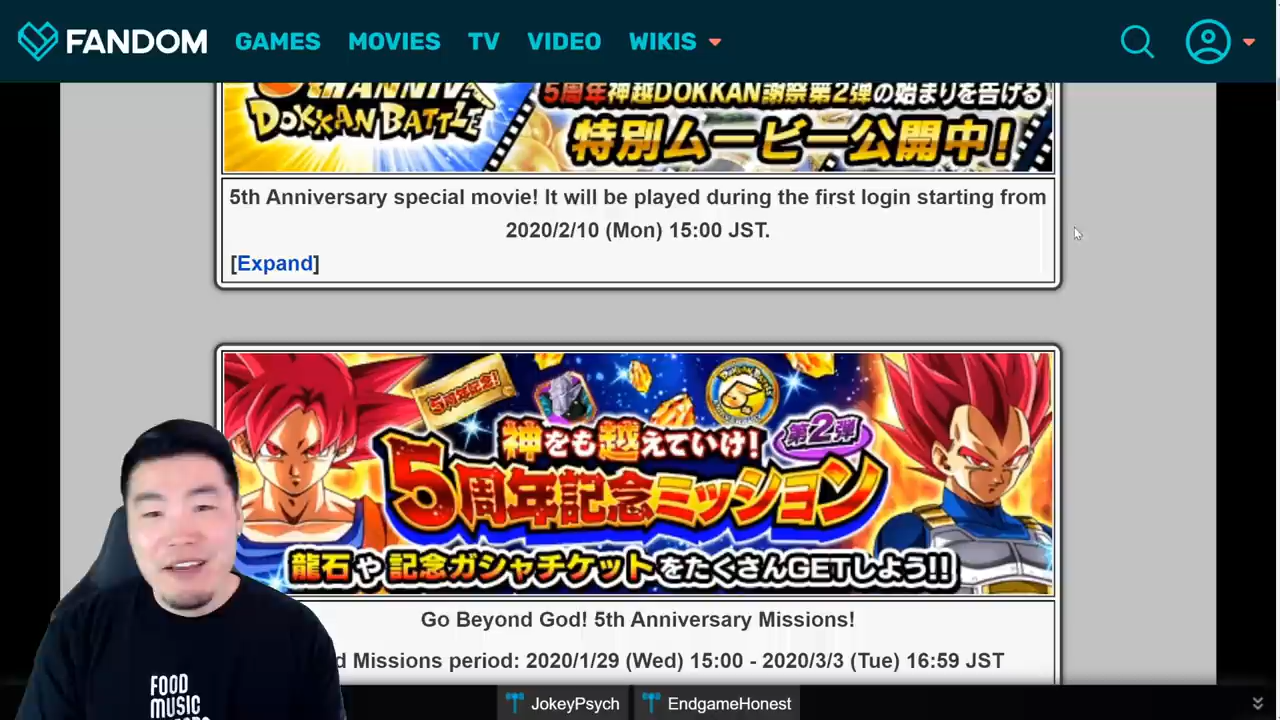 FANDOM GAMES MOVIES TV VIDEO WIKIS
DOKKAN BATTLE
5周年神越DOKKAN謝祭第2弾の始まりを告げる
特別ムービー公開中!
5th Anniversary special movie! It will be played during the first login starting from
2020/2/10 (Mon) 15:00 JST.
[Expand]
5周年記念!
神をも越えていけ! 第2弾
5周年記念ミッション
龍石や記念ガシャチケットをたくさんGETしよう!!
Go Beyond God! 5th Anniversary Missions!
Missions period: 2020/1/29 (Wed) 15:00 - 2020/3/3 (Tue) 16:59 JST
FOOD
MUSIC
JokeyPsych EndgameHonest